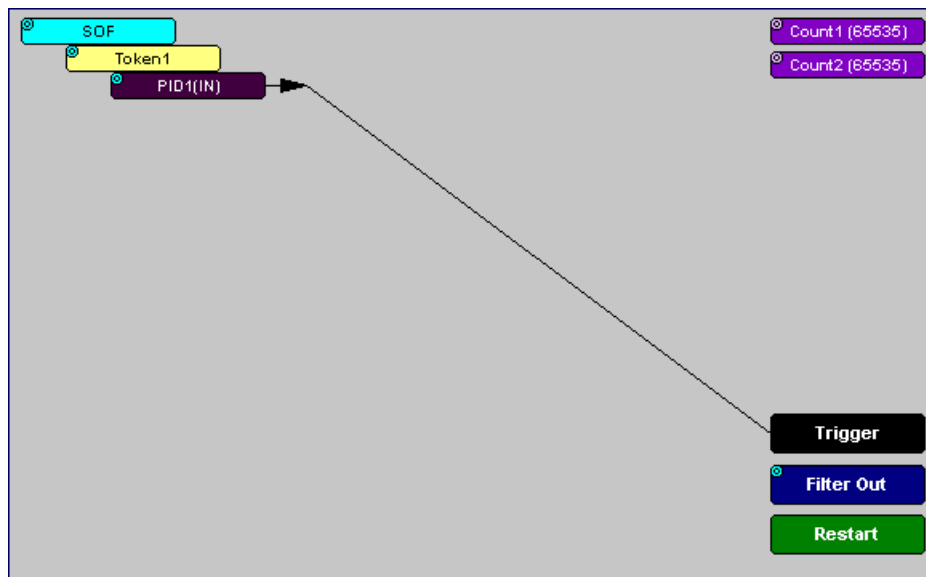 SOF
Token1
PID1(IN)
Count1 (65535)
Count2 (65535)
Trigger
Filter Out
Restart